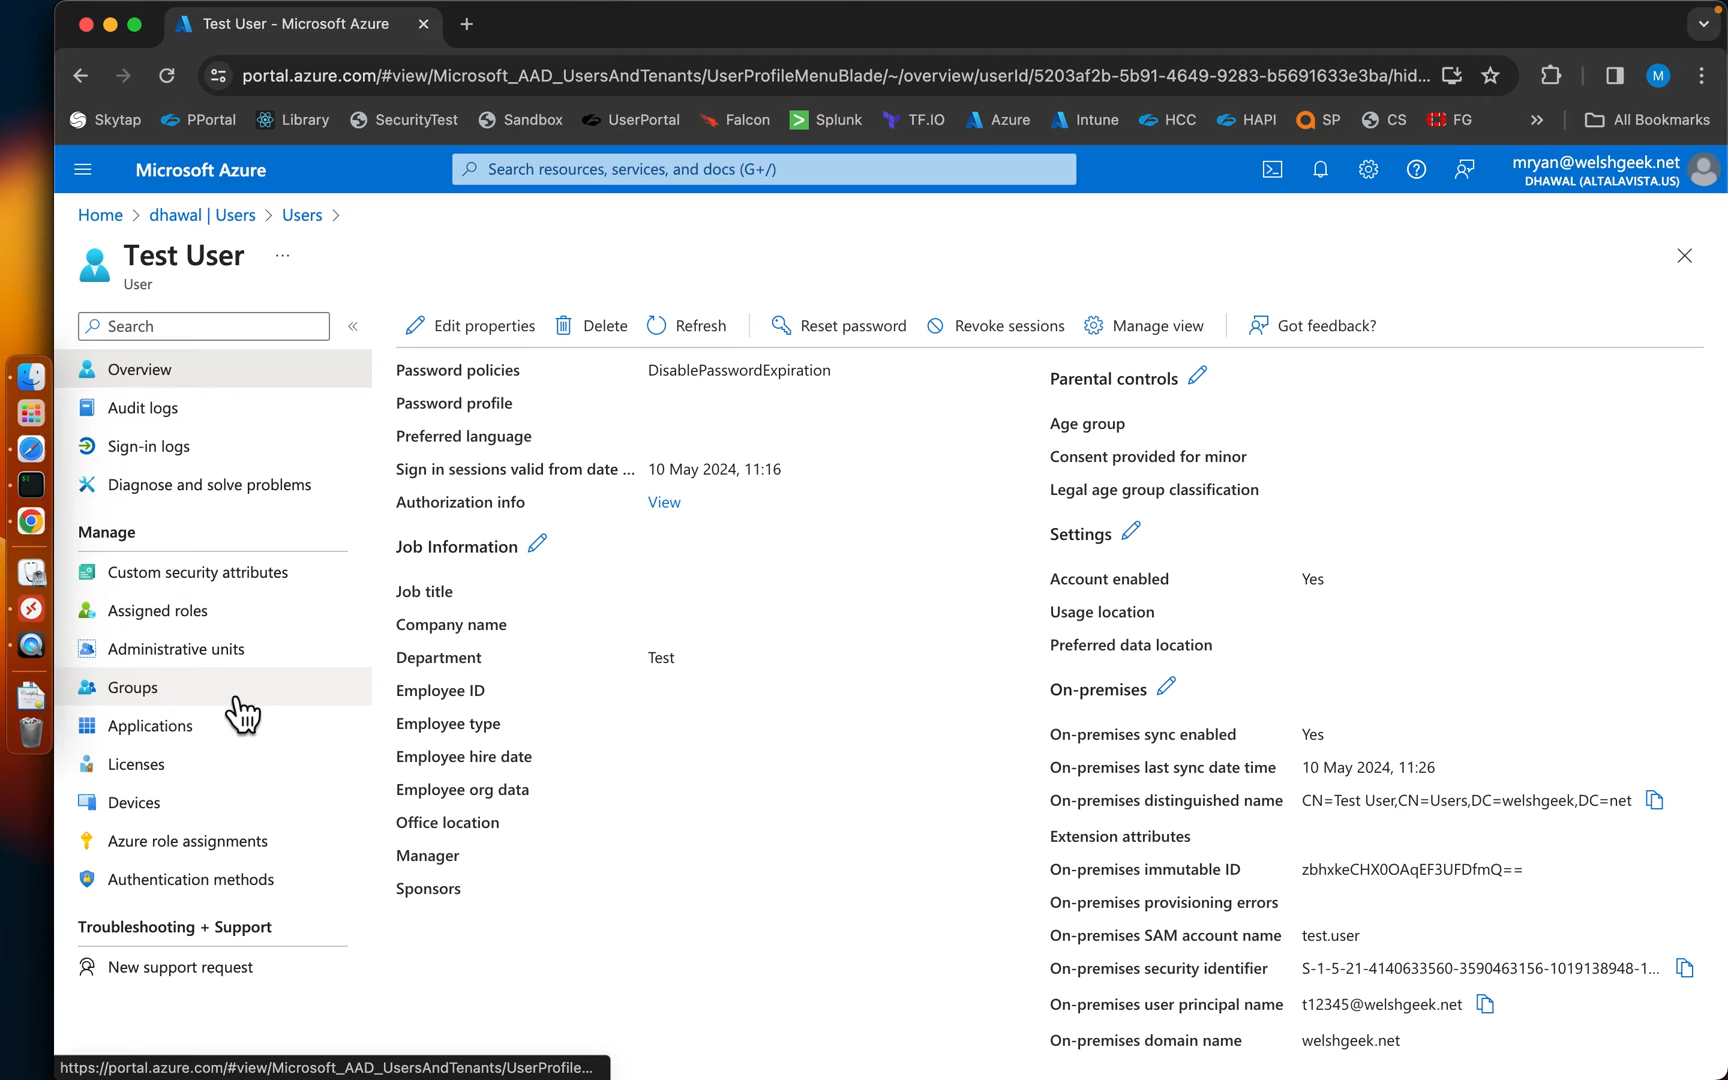 Test User - Microsoft Azure
portal.azure.com/#view/Microsoft_AAD_UsersAndTenants/UserProfileMenuBlade/~/overview/userId/5203af2b-5b91-4649-9283-b5691633e3ba/hid...
M
Skytap PPortal Library SecurityTest Sandbox UserPortal Falcon Splunk TF.IO Azure Intune HCC HAPI SP CS FG » All Bookmarks
Microsoft Azure
Search resources, services, and docs (G+/)
mryan@welshgeek.net
DHAWAL (ALTALAVISTA.US)
Home > dhawal | Users > Users >
Test User ...
User
Search
«
Edit properties Delete Refresh Reset password Revoke sessions Manage view Got feedback?
Overview
Audit logs
Sign-in logs
Diagnose and solve problems
Manage
Custom security attributes
Assigned roles
Administrative units
Groups
Applications
Licenses
Devices
Azure role assignments
Authentication methods
Troubleshooting + Support
New support request
Password policies DisablePasswordExpiration
Password profile
Preferred language
Sign in sessions valid from date ... 10 May 2024, 11:16
Authorization info View
Job Information
Job title
Company name
Department Test
Employee ID
Employee type
Employee hire date
Employee org data
Office location
Manager
Sponsors
Parental controls
Age group
Consent provided for minor
Legal age group classification
Settings
Account enabled Yes
Usage location
Preferred data location
On-premises
On-premises sync enabled Yes
On-premises last sync date time 10 May 2024, 11:26
On-premises distinguished name CN=Test User,CN=Users,DC=welshgeek,DC=net
Extension attributes
On-premises immutable ID zbhxkeCHX0OAqEF3UFDfmQ==
On-premises provisioning errors
On-premises SAM account name test.user
On-premises security identifier S-1-5-21-4140633560-3590463156-1019138948-1...
On-premises user principal name t12345@welshgeek.net
On-premises domain name welshgeek.net
https://portal.azure.com/#view/Microsoft_AAD_UsersAndTenants/UserProfile...